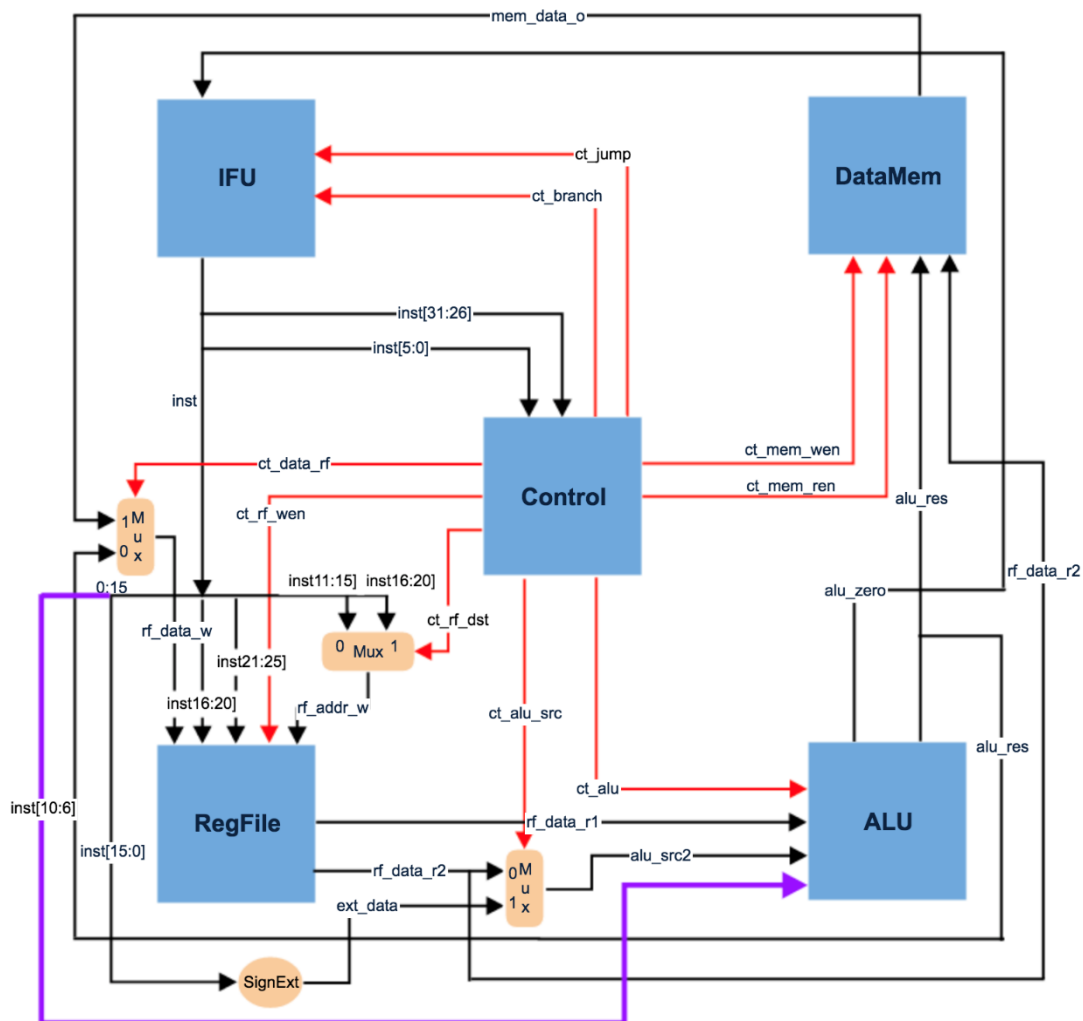 mem_data_o
IFU
DataMem
ct_jump
ct_branch
inst[31:26]
inst[5:0]
inst
ct_data_rf
ct_rf_wen
Control
ct_mem_wen
ct_mem_ren
alu_res
1 M
u
0 x
0:15
inst11:15] inst16:20]
rf_data_w
ct_rf_dst
alu_zero
rf_data_r2
0 Mux 1
inst21:25]
inst16:20]
rf_addr_w
ct_alu_src
alu_res
ct_alu
inst[10:6]
RegFile
rf_data_r1
ALU
inst[15:0]
rf_data_r2
alu_src2
0 M
u
1 x
ext_data
SignExt